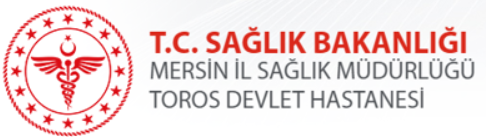 T.C. SAĞLIK BAKANLIĞI
MERSİN İL SAĞLIK MÜDÜRLÜĞÜ
TOROS DEVLET HASTANESİ